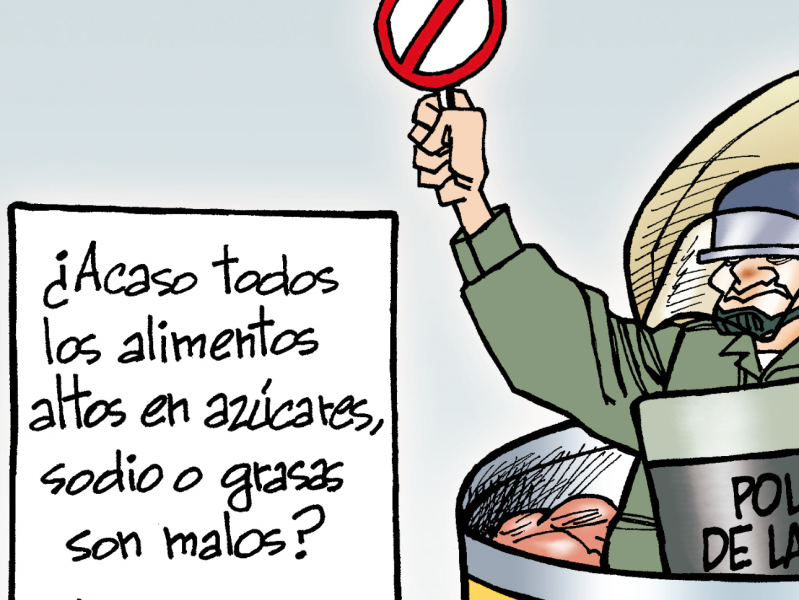 ¿Acaso todos
los alimentos
altos en azúcares,
sodio o grasas
son malos?
POL
DE LA